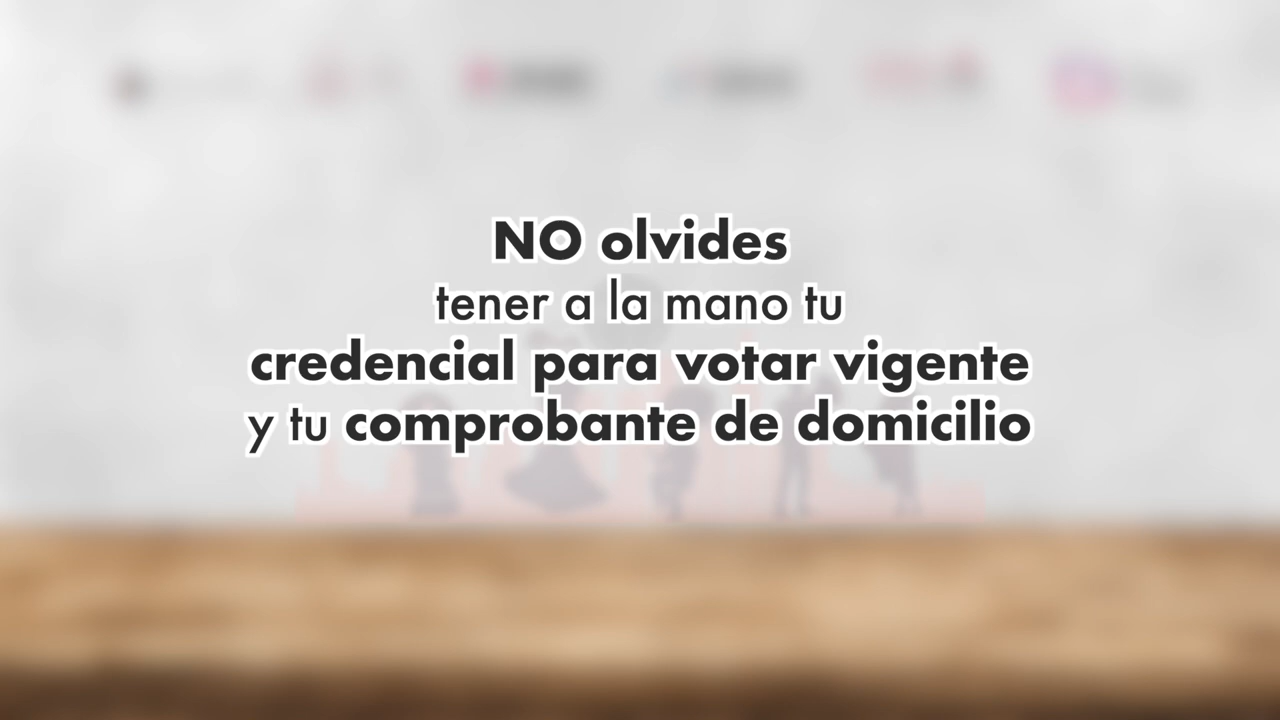 NO olvides
tener a la mano tu
credencial para votar vigente
y tu comprobante de domicilio